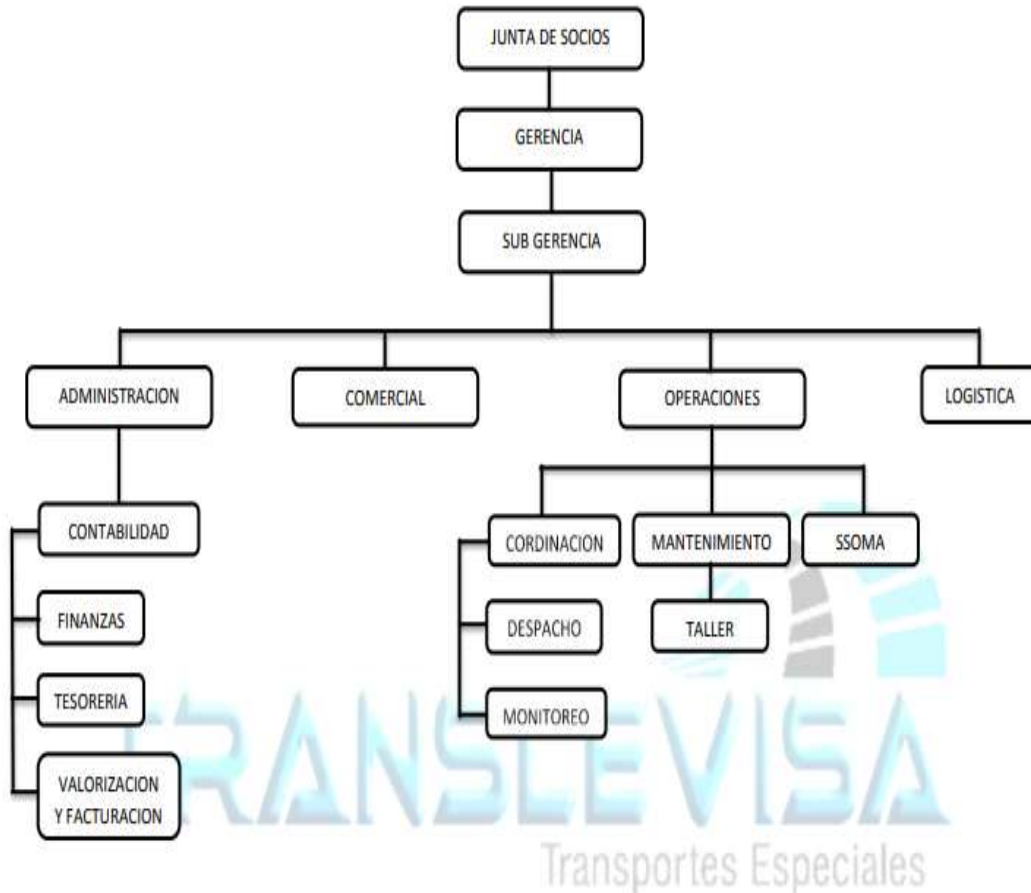 JUNTA DE SOCIOS
GERENCIA
SUB GERENCIA
ADMINISTRACION
COMERCIAL
OPERACIONES
LOGISTICA
CONTABILIDAD
CORDINACION
MANTENIMIENTO
SSOMA
FINANZAS
DESPACHO
TALLER
TESORERIA
MONITOREO
VALORIZACION
Y FACTURACION
TRANSLEVISA
Transportes Especiales